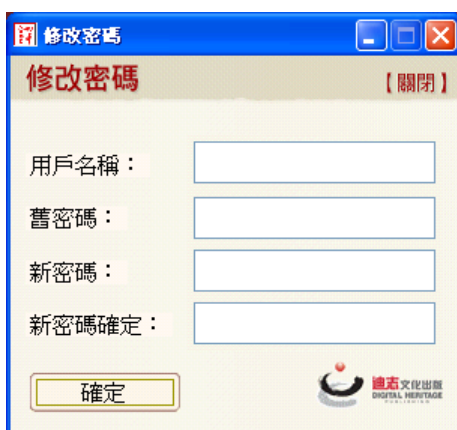 修改密碼
修改密碼
【關閉】
用戶名稱：
舊密碼：
新密碼：
新密碼確定：
確定
迪志文化出版
DIGITAL HERITAGE
PUBLISHING